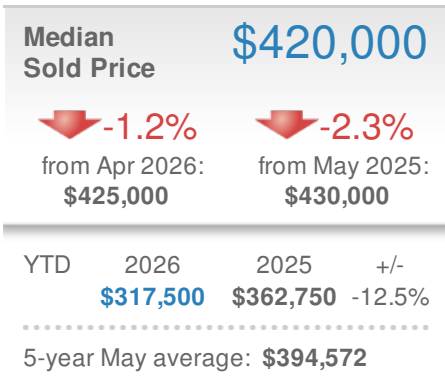 Median
Sold Price
$420,000
-1.2%
from Apr 2026:
$425,000
-2.3%
from May 2025:
$430,000
YTD 2026 2025 +/-
$317,500 $362,750 -12.5%
5-year May average: $394,572